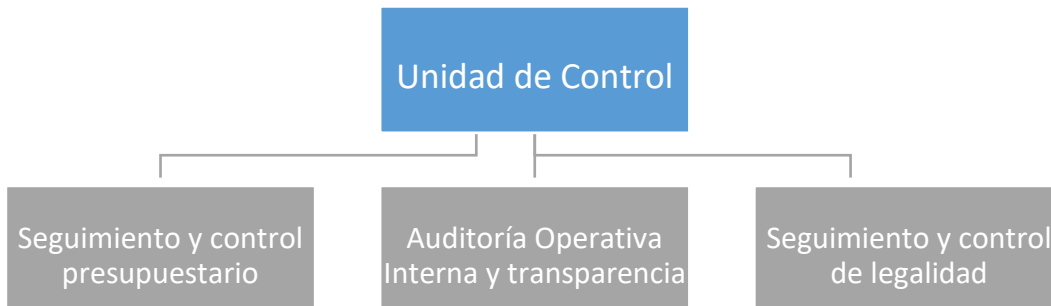 Unidad de Control
Seguimiento y control
presupuestario
Auditoría Operativa
Interna y transparencia
Seguimiento y control
de legalidad